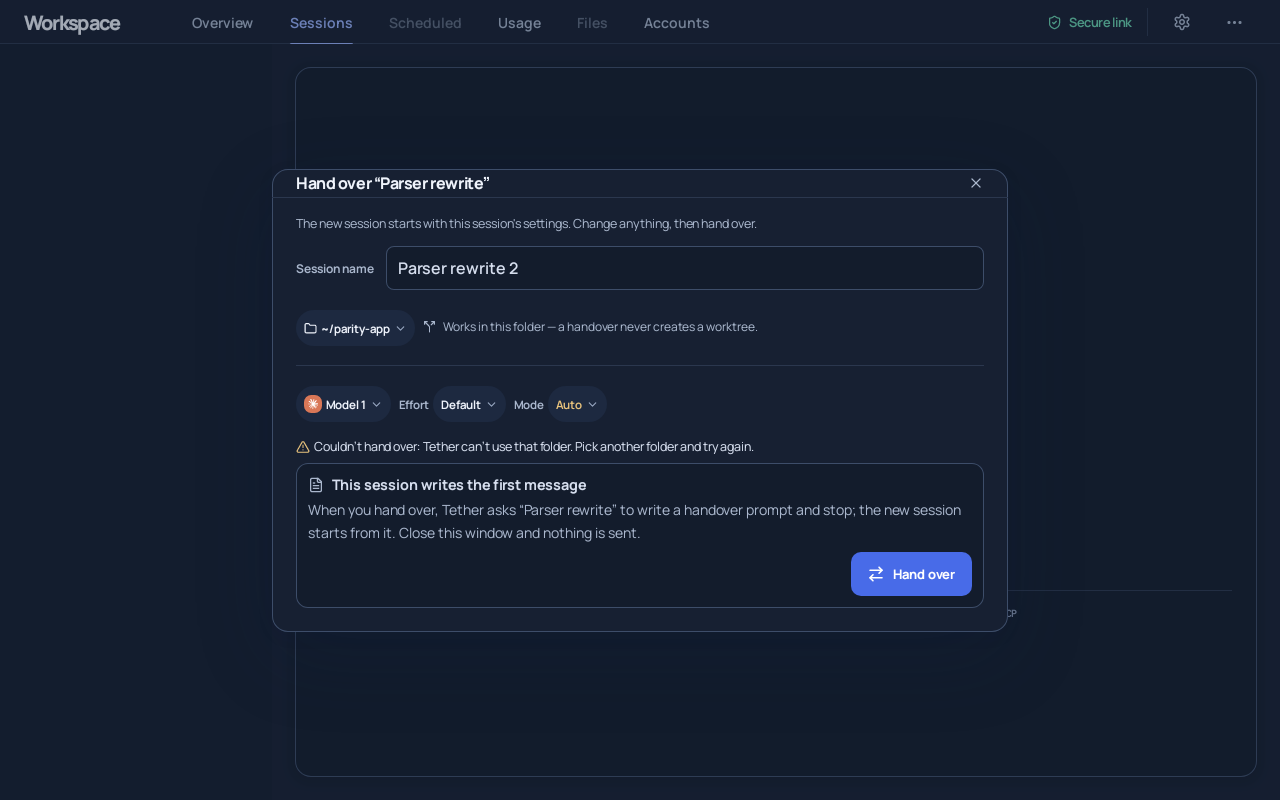 Workspace
Overview
Sessions
Scheduled
Usage
Files
Accounts
Secure link
Hand over “Parser rewrite”
The new session starts with this session's settings. Change anything, then hand over.
Session name
Parser rewrite 2
~/parity-app
Works in this folder — a handover never creates a worktree.
Model 1
Effort
Default
Mode
Auto
Couldn't hand over: Tether can't use that folder. Pick another folder and try again.
This session writes the first message
When you hand over, Tether asks “Parser rewrite” to write a handover prompt and stop; the new session
starts from it. Close this window and nothing is sent.
Hand over